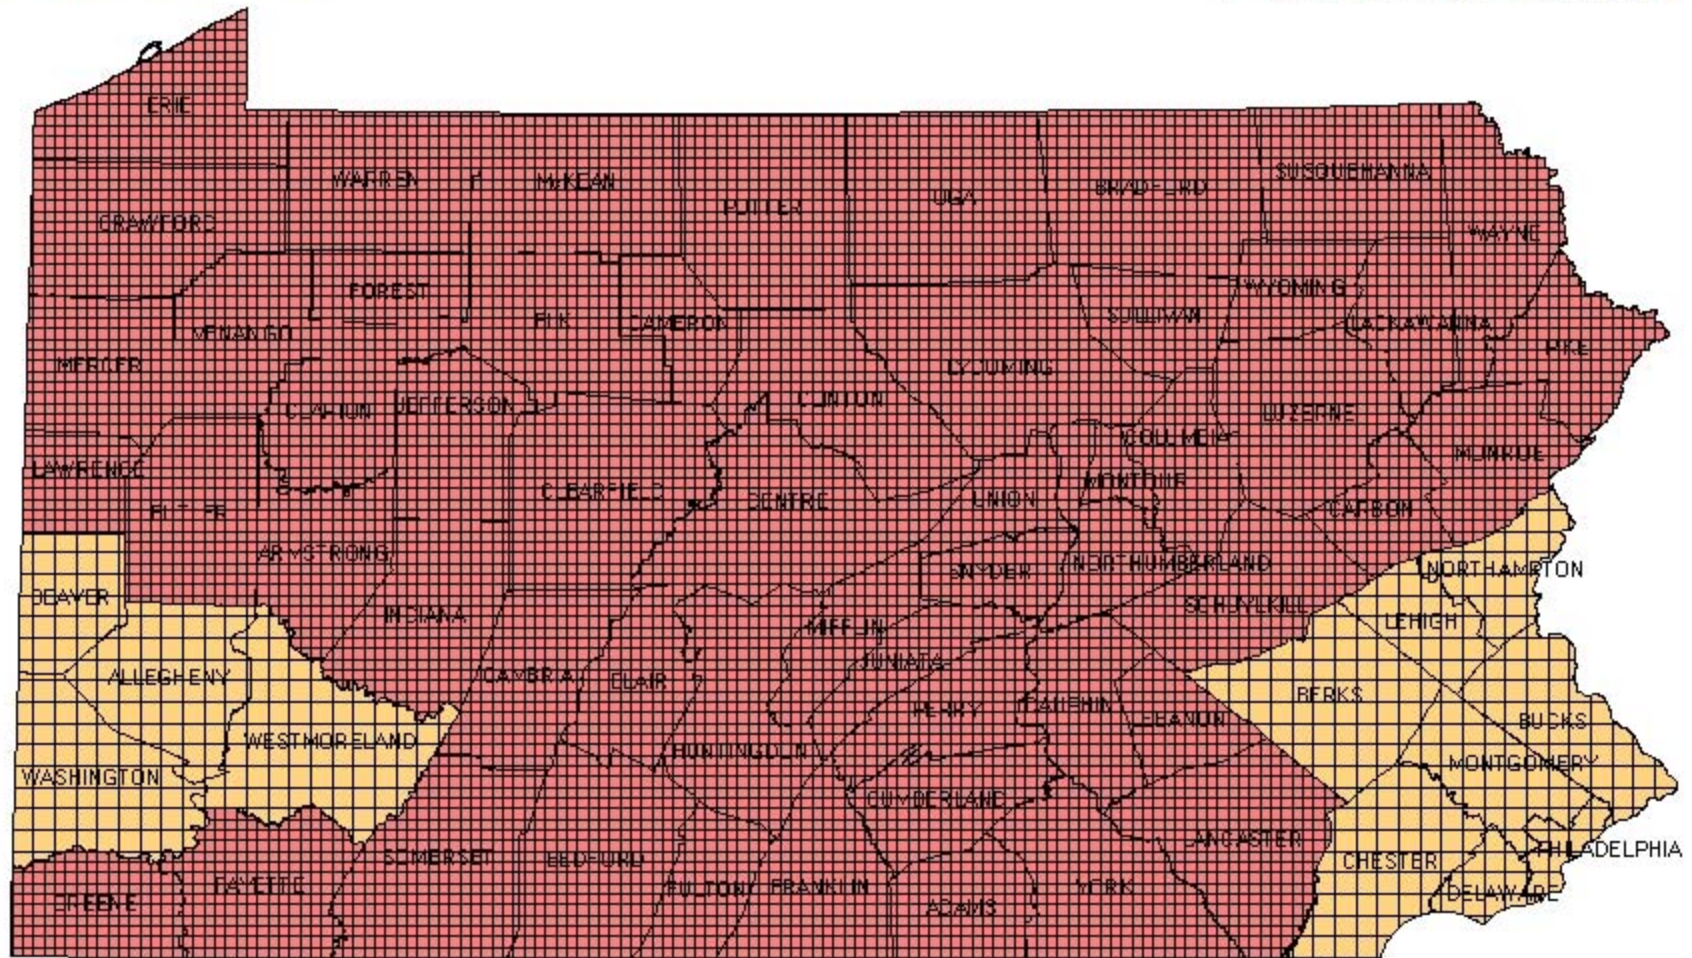 ERIE
WARREN
McKEAN
SUSQUEHANNA
BRADFORD
POTTER
CRAWFORD
WAYNE
WYOMING
FOREST
ELK
CAMERON
SULLIVAN
LACKAWANNA
VENANGO
PIKE
MERCER
LYCOMING
CLINTON
CLARION
JEFFERSON
LUZERNE
COLUMBIA
MONROE
LAWRENCE
MONTOUR
CLEARFIELD
CENTRE
UNION
CARBON
BUTLER
ARMSTRONG
SNYDER
NORTHUMBERLAND
NORTHAMPTON
BEAVER
SCHUYLKILL
INDIANA
LEHIGH
MIFFLIN
JUNIATA
ALLEGHENY
CAMBRIA
BLAIR
BERKS
PERRY
DAUPHIN
LEBANON
BUCKS
WESTMORELAND
HUNTINGDON
MONTGOMERY
WASHINGTON
CUMBERLAND
LANCASTER
PHILADELPHIA
SOMERSET
BEDFORD
CHESTER
FAYETTE
FULTON
FRANKLIN
YORK
DELAWARE
GREENE
ADAMS